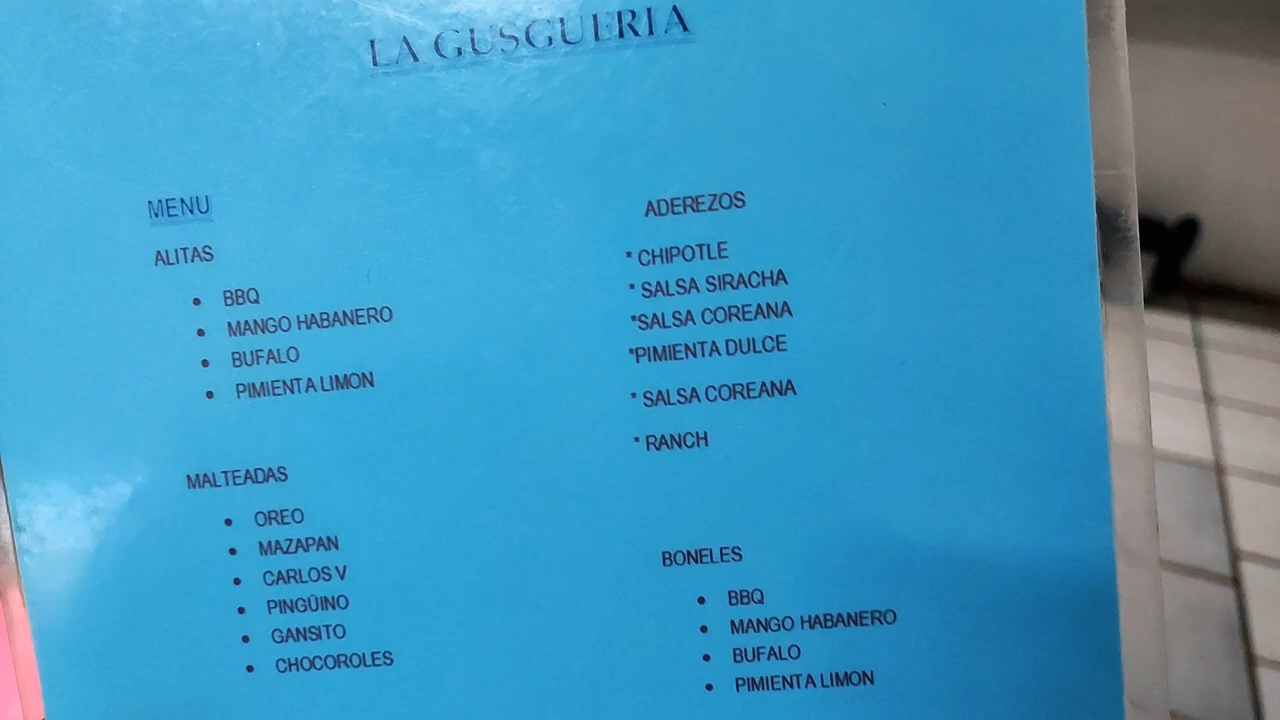 LA GUSGUERIA
MENU
ALITAS
• BBQ
• MANGO HABANERO
• BUFALO
• PIMIENTA LIMON
MALTEADAS
• OREO
• MAZAPAN
• CARLOS V
• PINGÜINO
• GANSITO
• CHOCOROLES
ADEREZOS
* CHIPOTLE
* SALSA SIRACHA
*SALSA COREANA
*PIMIENTA DULCE
* SALSA COREANA
* RANCH
BONELES
• BBQ
• MANGO HABANERO
• BUFALO
• PIMIENTA LIMON